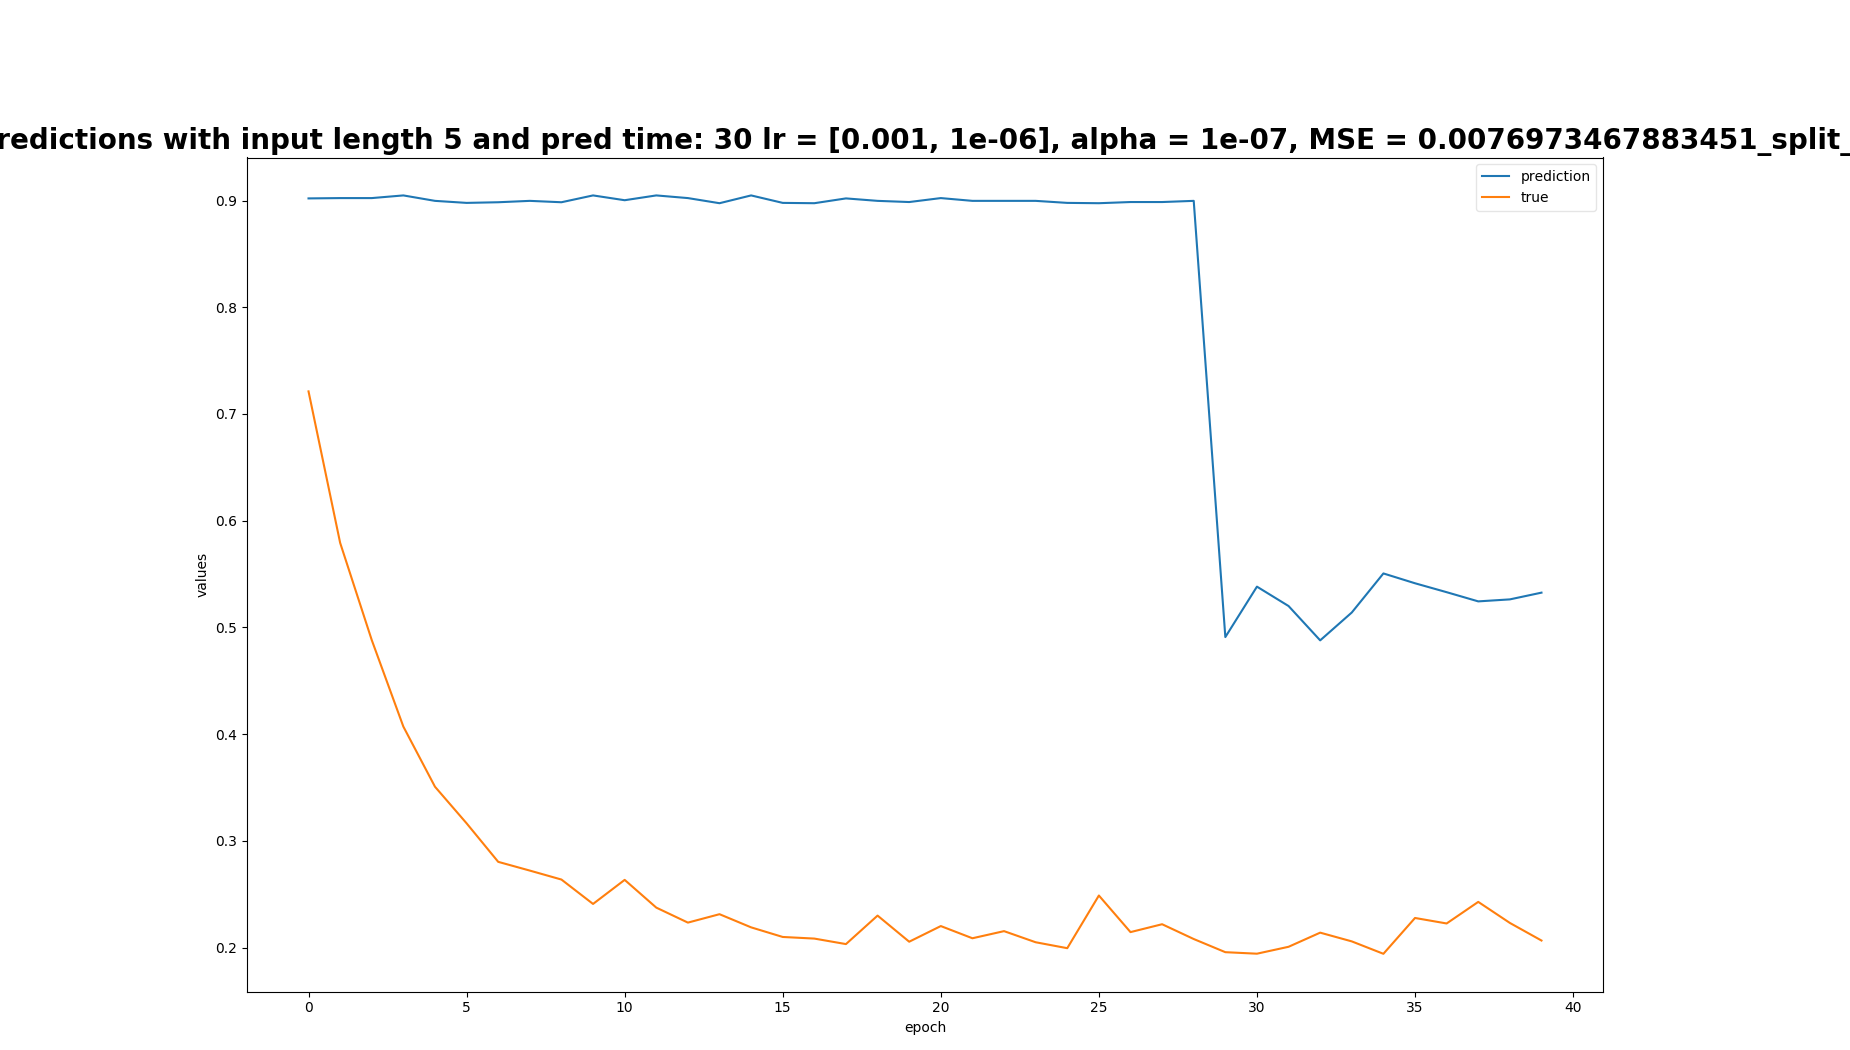 redictions with input length 5 and pred time: 30 lr = [0.001, 1e-06], alpha = 1e-07, MSE = 0.0076973467883451_split_
prediction
true
0.9
0.8
0.7
0.6
0.5
0.4
0.3
0.2
values
0 5 10 15 20 25 30 35 40
epoch